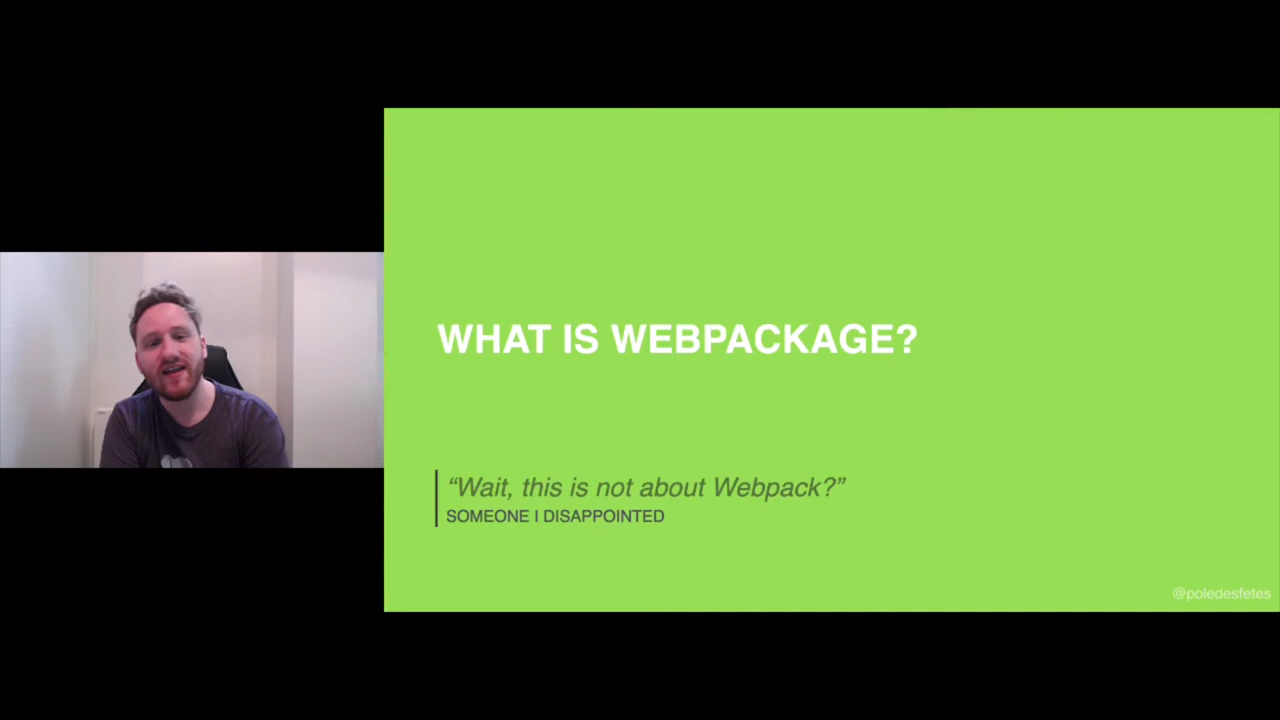 WHAT IS WEBPACKAGE?
“Wait, this is not about Webpack?”
SOMEONE I DISAPPOINTED
@poledesfetes